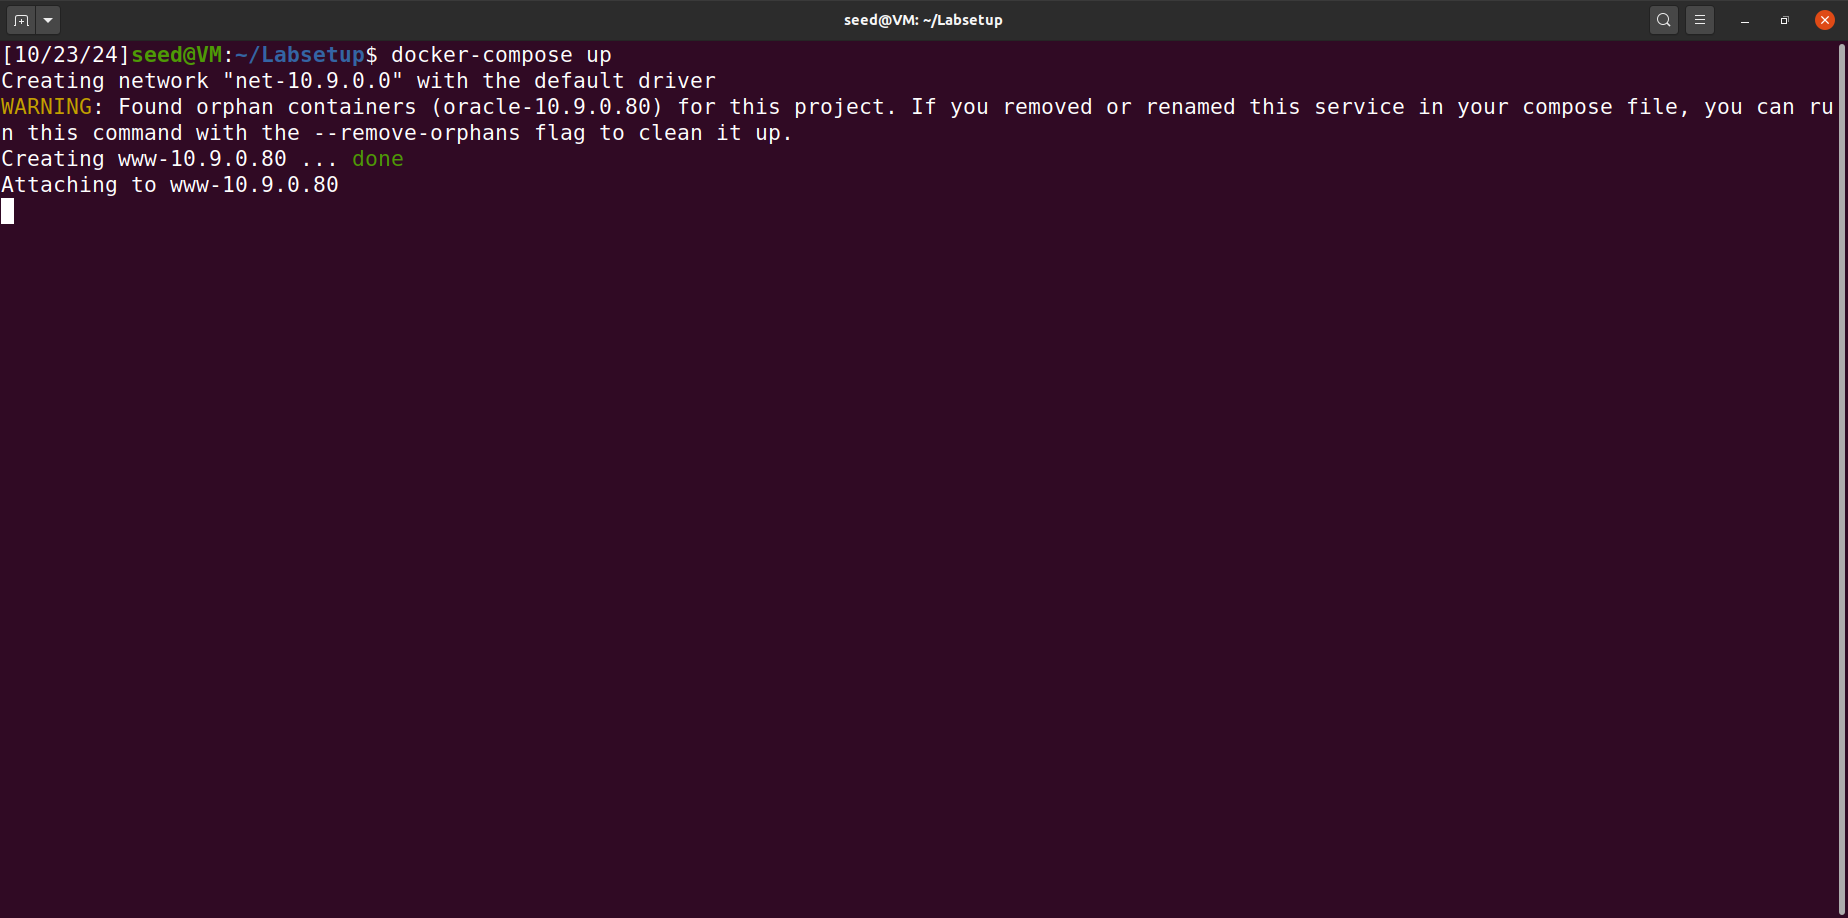 seed@VM: ~/Labsetup
[10/23/24]seed@VM:~/Labsetup$ docker-compose up
Creating network "net-10.9.0.0" with the default driver
WARNING: Found orphan containers (oracle-10.9.0.80) for this project. If you removed or renamed this service in your compose file, you can ru
n this command with the --remove-orphans flag to clean it up.
Creating www-10.9.0.80 ... done
Attaching to www-10.9.0.80